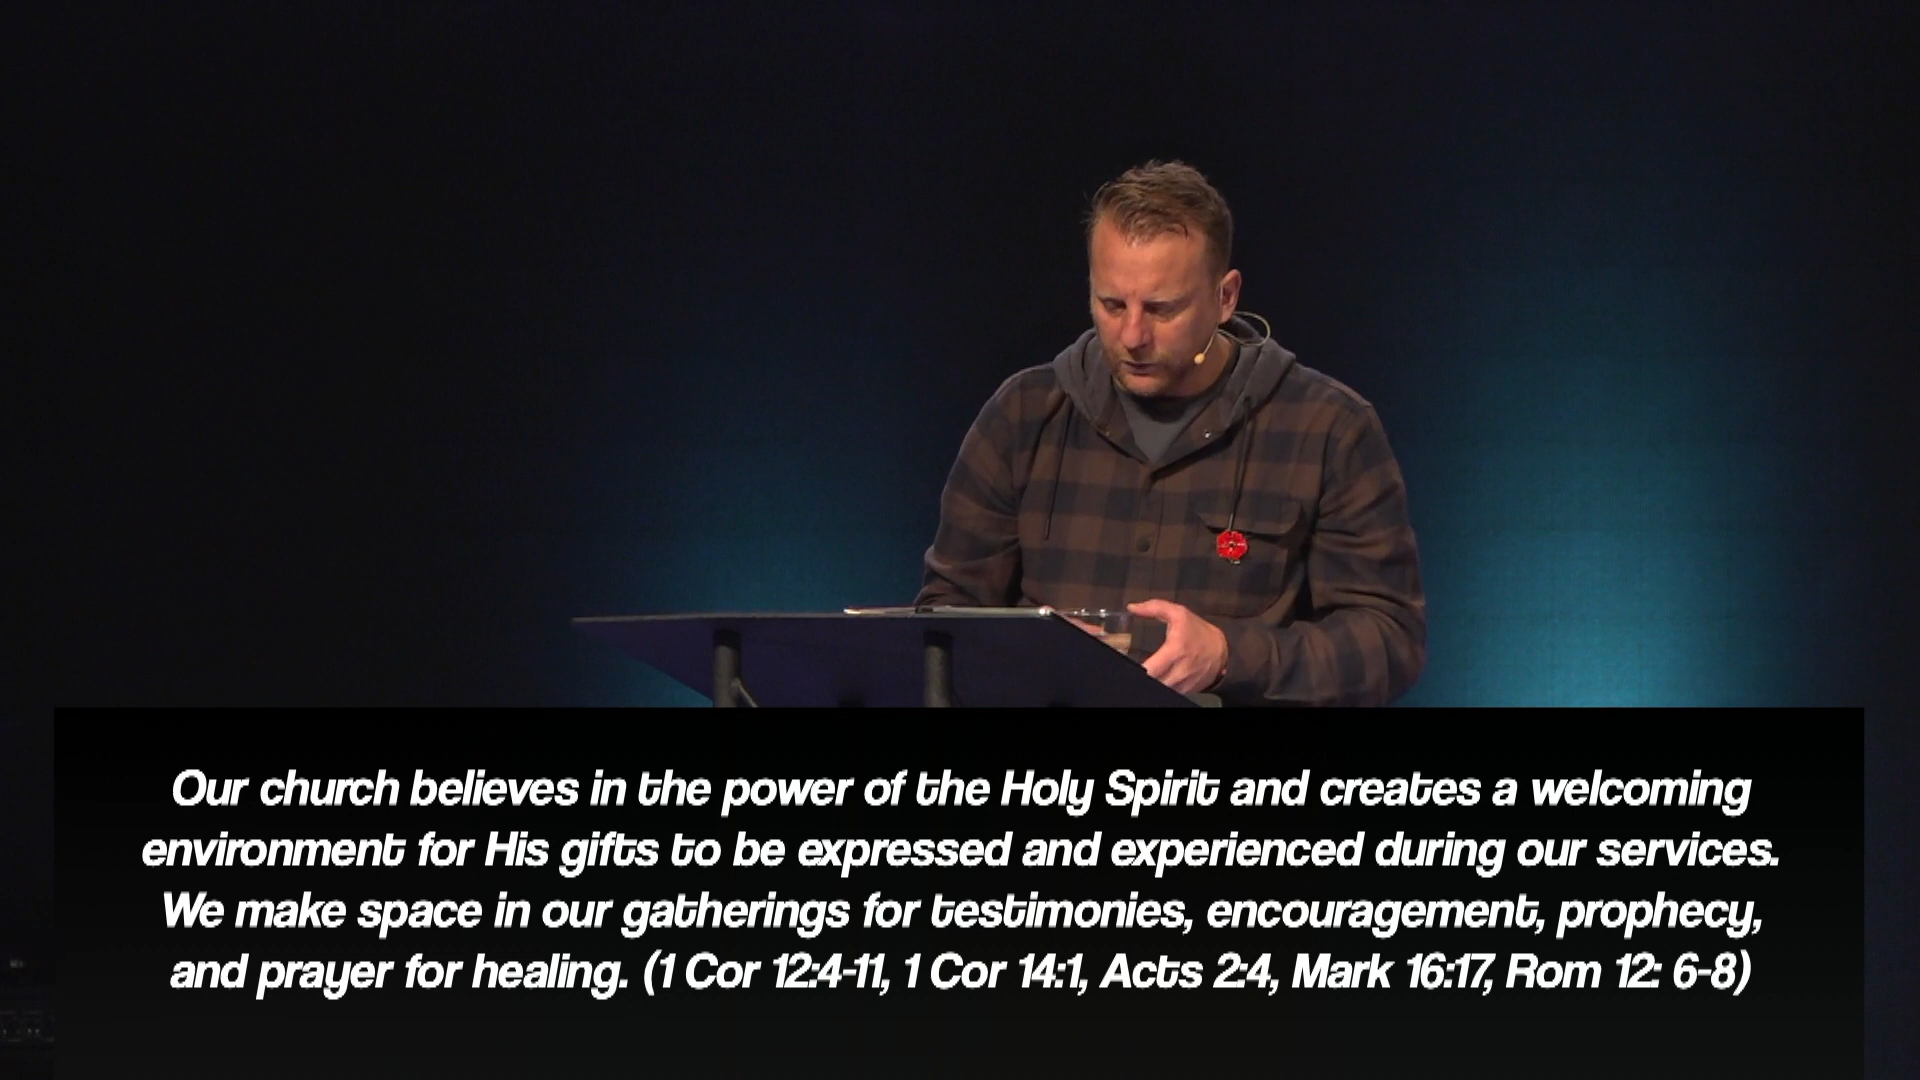 Our church believes in the power of the Holy Spirit and creates a welcoming
environment for His gifts to be expressed and experienced during our services.
We make space in our gatherings for testimonies, encouragement, prophecy,
and prayer for healing. (1 Cor 12:4-11, 1 Cor 14:1, Acts 2:4, Mark 16:17, Rom 12: 6-8)